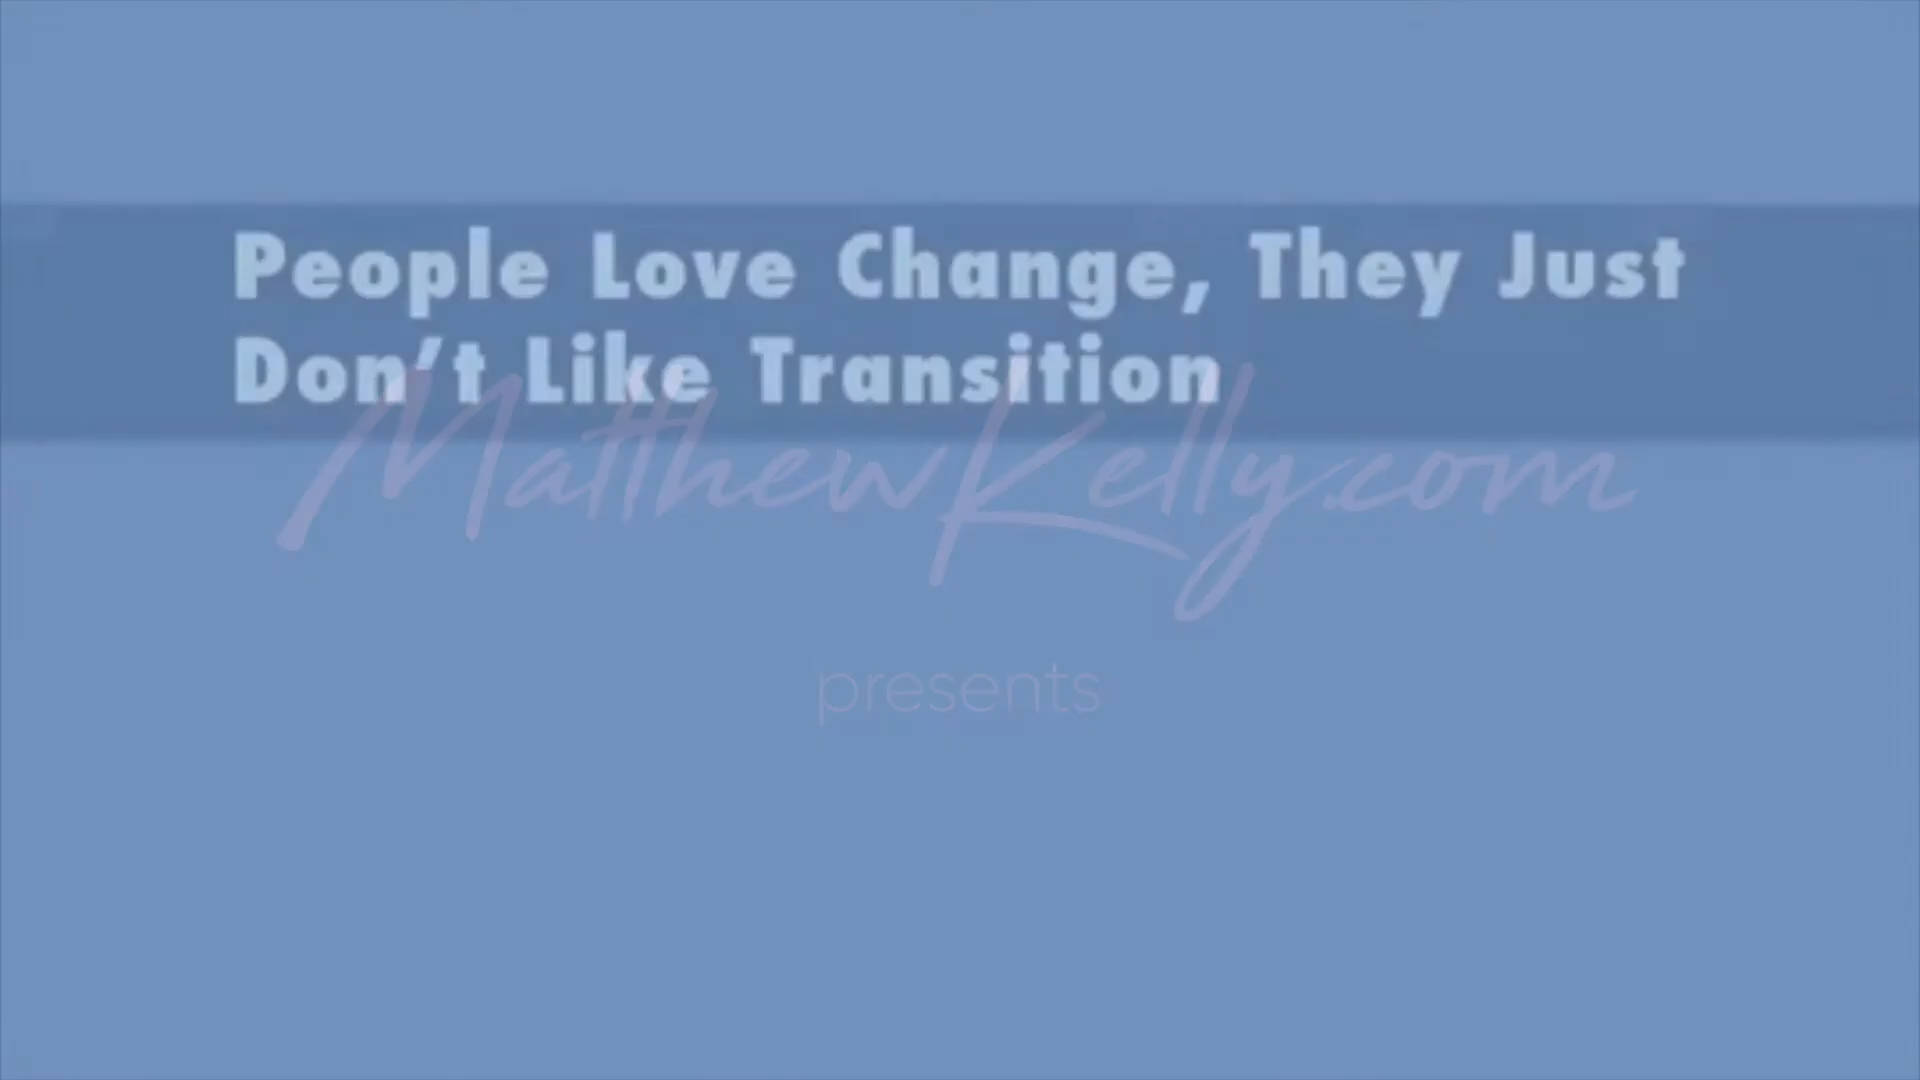 People Love Change, They Just
Don't Like Transition
MatthewKelly.com
presents